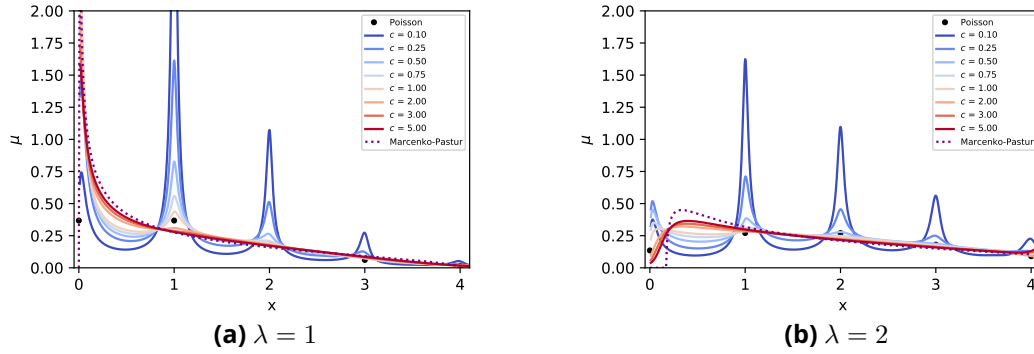 2.00
1.75
1.50
1.25
1.00
0.75
0.50
0.25
0.00
μ
0 1 2 3 4
x
Poisson
c = 0.10
c = 0.25
c = 0.50
c = 0.75
c = 1.00
c = 2.00
c = 3.00
c = 5.00
Marcenko-Pastur
(a) λ = 1
2.00
1.75
1.50
1.25
1.00
0.75
0.50
0.25
0.00
μ
0 1 2 3 4
x
Poisson
c = 0.10
c = 0.25
c = 0.50
c = 0.75
c = 1.00
c = 2.00
c = 3.00
c = 5.00
Marcenko-Pastur
(b) λ = 2